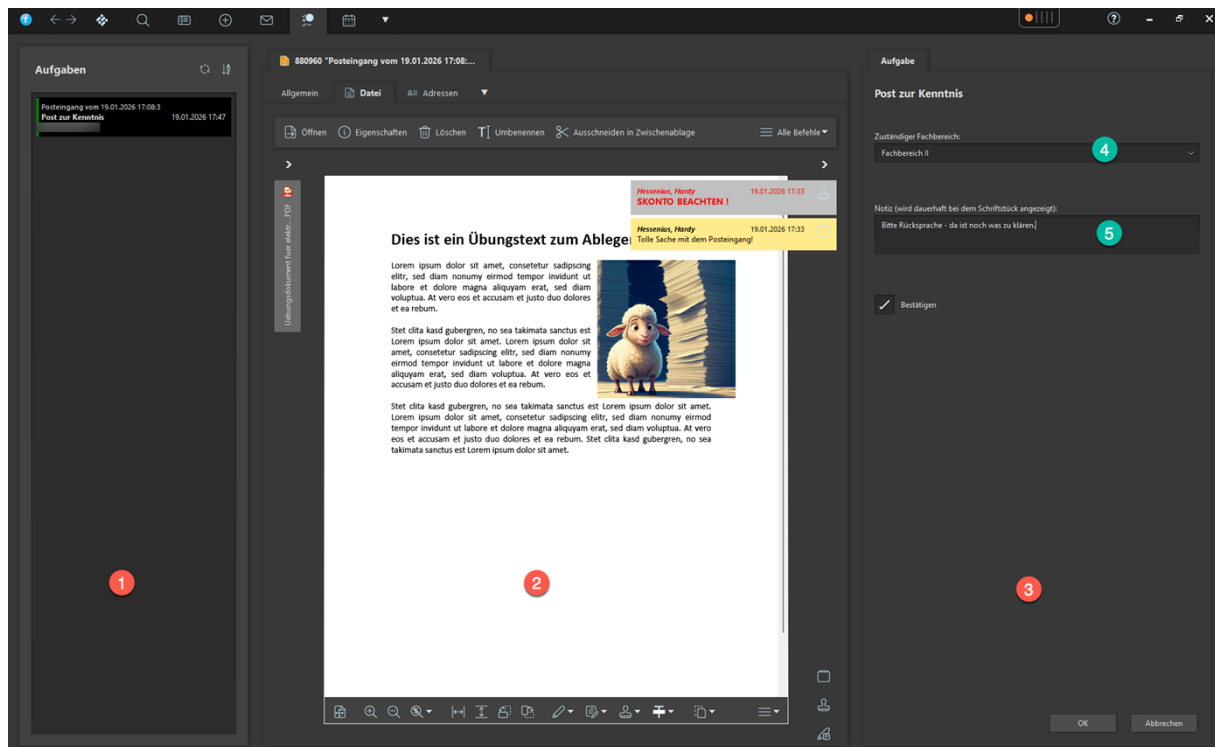 Aufgaben
Posteingang vom 19.01.2026 17:08:3
Post zur Kenntnis 19.01.2026 17:47
1
880960 "Posteingang vom 19.01.2026 17:08:...
Allgemein Datei Adressen
Öffnen Eigenschaften Löschen Umbenennen Ausschneiden in Zwischenablage Alle Befehle
Uebungsdokument fuer elektr...PDF
Hessenius, Hardy 19.01.2026 17:33
SKONTO BEACHTEN !
Hessenius, Hardy 19.01.2026 17:33
Tolle Sache mit dem Posteingang!
Dies ist ein Übungstext zum Ablege
Lorem ipsum dolor sit amet, consetetur sadipscing
elitr, sed diam nonumy eirmod tempor invidunt ut
labore et dolore magna aliquyam erat, sed diam
voluptua. At vero eos et accusam et justo duo dolores
et ea rebum.
Stet clita kasd gubergren, no sea takimata sanctus est
Lorem ipsum dolor sit amet. Lorem ipsum dolor sit
amet, consetetur sadipscing elitr, sed diam nonumy
eirmod tempor invidunt ut labore et dolore magna
aliquyam erat, sed diam voluptua. At vero eos et
accusam et justo duo dolores et ea rebum.
Stet clita kasd gubergren, no sea takimata sanctus est Lorem ipsum dolor sit amet.
Lorem ipsum dolor sit amet, consetetur sadipscing elitr, sed diam nonumy eirmod
tempor invidunt ut labore et dolore magna aliquyam erat, sed diam voluptua. At vero
eos et accusam et justo duo dolores et ea rebum. Stet clita kasd gubergren, no sea
takimata sanctus est Lorem ipsum dolor sit amet.
2
Aufgabe
Post zur Kenntnis
Zuständiger Fachbereich:
Fachbereich II
4
Notiz (wird dauerhaft bei dem Schriftstück angezeigt):
Bitte Rücksprache - da ist noch was zu klären.
5
Bestätigen
3
OK Abbrechen